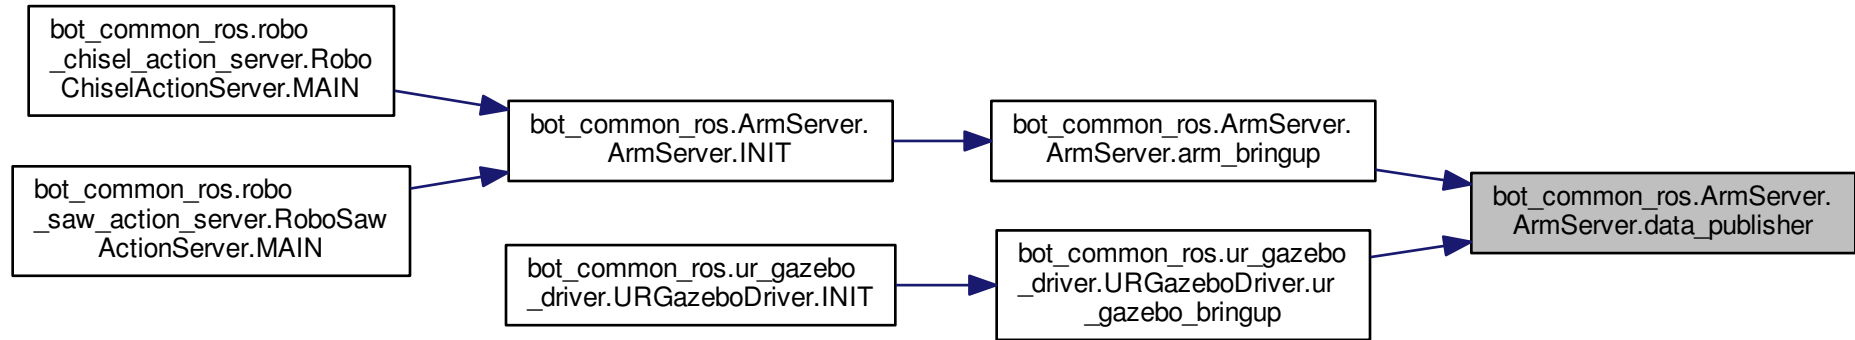 bot_common_ros.robo
_chisel_action_server.Robo
ChiselActionServer.MAIN
bot_common_ros.robo
_saw_action_server.RoboSaw
ActionServer.MAIN
bot_common_ros.ArmServer.
ArmServer.INIT
bot_common_ros.ur_gazebo
_driver.URGazeboDriver.INIT
bot_common_ros.ArmServer.
ArmServer.arm_bringup
bot_common_ros.ur_gazebo
_driver.URGazeboDriver.ur
_gazebo_bringup
bot_common_ros.ArmServer.
ArmServer.data_publisher